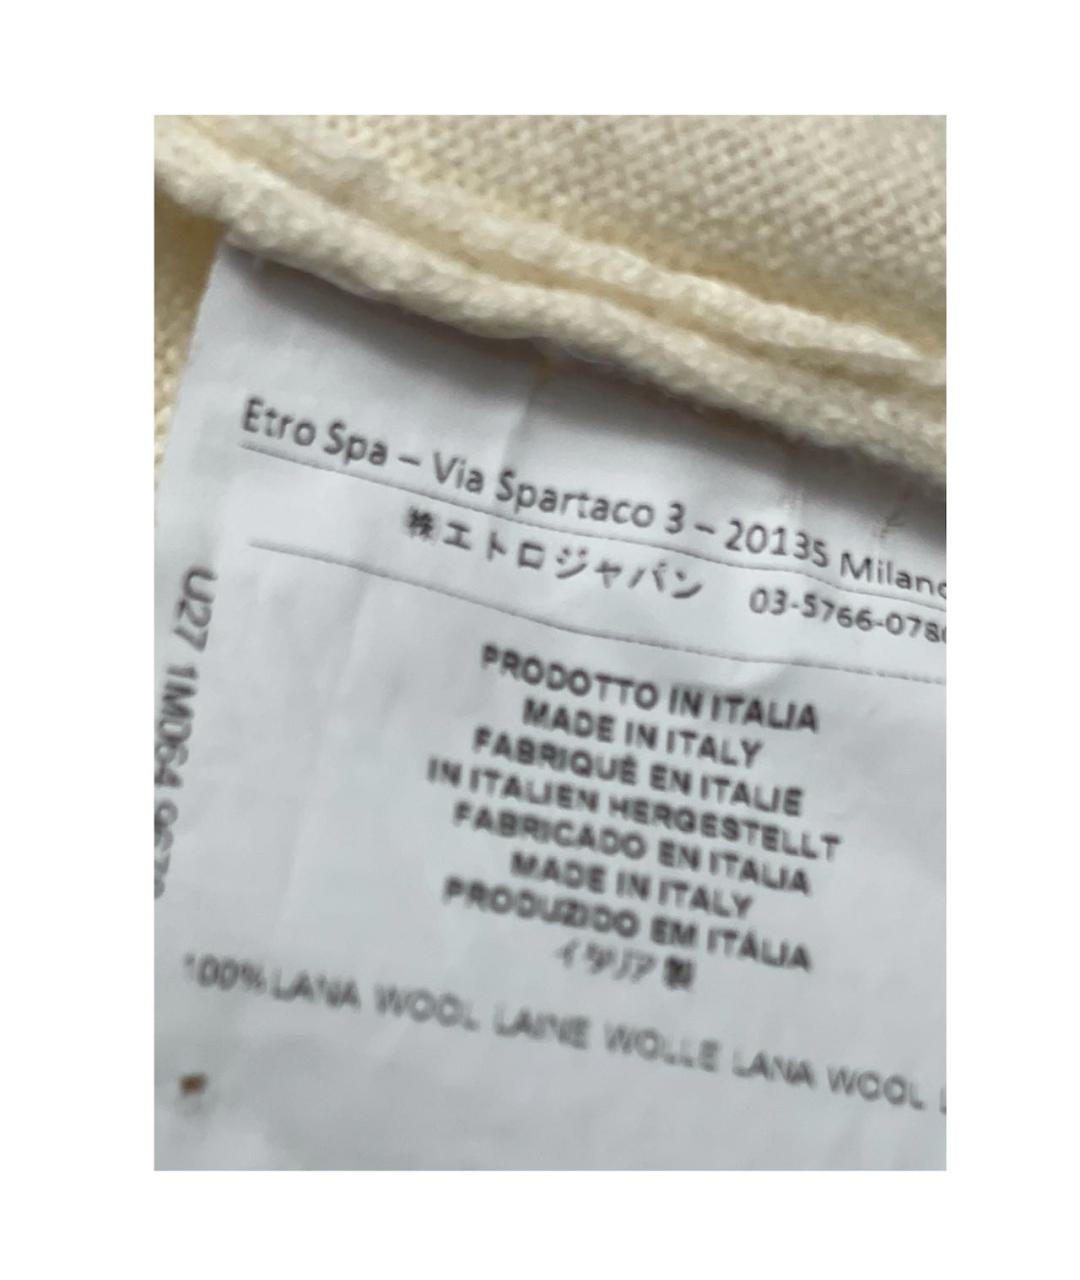 Etro Spa – Via Spartaco 3 – 20135 Milano
㈱エトロジャパン 03-5766-078
PRODOTTO IN ITALIA
MADE IN ITALY
FABRIQUÉ EN ITALIE
IN ITALIEN HERGESTELLT
FABRICADO EN ITALIA
MADE IN ITALY
PRODUZIDO EM ITÁLIA
イタリア製
100% LANA WOOL LAINE WOLLE LANA WOOL
U27 1M064